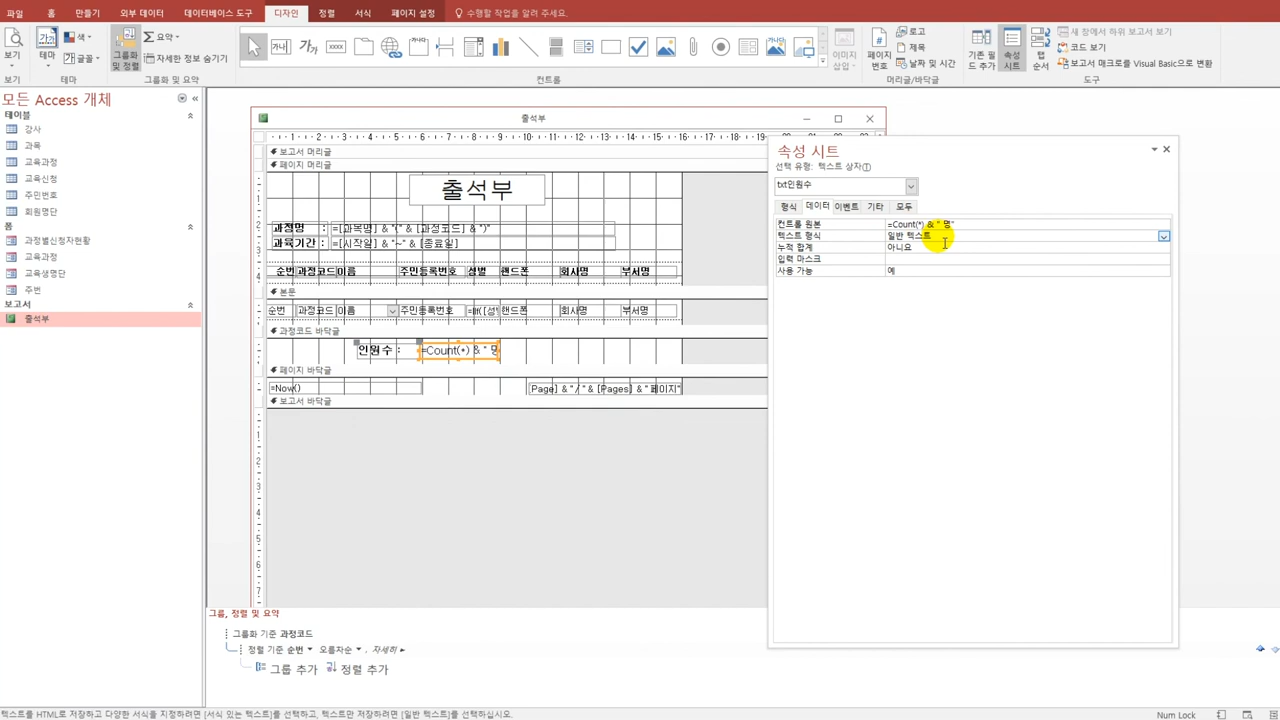 파일 홈 만들기 외부 데이터 데이터베이스 도구 디자인 정렬 서식 페이지 설정 수행할 작업을 알려 주세요.
보기 테마 색 글꼴 그룹화 및 정렬 요약 자세한 정보 숨기기
가나 가가 XXXX 가나다
이미지 삽입 페이지 번호 로고 제목 날짜 및 시간
기존 필드 추가 속성 시트 탭 순서 새 창에서 하위 보고서 보기 코드 보기 보고서 매크로를 Visual Basic으로 변환
보기 테마 그룹화 및 요약 컨트롤 머리글/바닥글 도구
모든 Access 개체
테이블
강사
과목
교육과정
교육신청
주민번호
회원명단
폼
과정별신청자현황
교육과정
교육생명단
주번
보고서
출석부
출석부
보고서 머리글
페이지 머리글
출석부
과정명 : =[과목명] & "(" & [과정코드] & ")"
과육기간 : =[시작일] & "~" & [종료일]
순번 과정코드 이름 주민등록번호 성별 핸드폰 회사명 부서명
본문
순번 과정코드 이름 주민등록번호 =IIf([성별 핸드폰 회사명 부서명
과정코드 바닥글
인원수 : =Count(*) & " 명
페이지 바닥글
=Now() [Page] & "/ " & [Pages] & "페이지"
보고서 바닥글
속성 시트
선택 유형: 텍스트 상자(T)
txt인원수
형식 데이터 이벤트 기타 모두
컨트롤 원본 =Count(*) & " 명"
텍스트 형식 일반 텍스트
누적 합계 아니요
입력 마스크
사용 가능 예
그룹, 정렬 및 요약
그룹화 기준 과정코드
정렬 기준 순번 오름차순 , 자세히
그룹 추가 정렬 추가
텍스트를 HTML로 저장하고 다양한 서식을 지정하려면 [서식 있는 텍스트]를 선택하고, 텍스트만 저장하려면 [일반 텍스트]를 선택하십시오. Num Lock